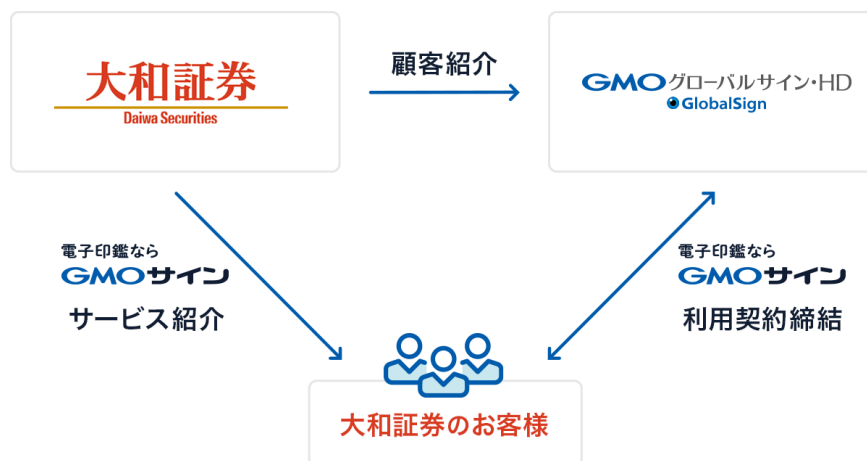 大和証券
Daiwa Securities
顧客紹介
GMOグローバルサイン・HD
GlobalSign
電子印鑑なら
GMOサイン
サービス紹介
電子印鑑なら
GMOサイン
利用契約締結
大和証券のお客様